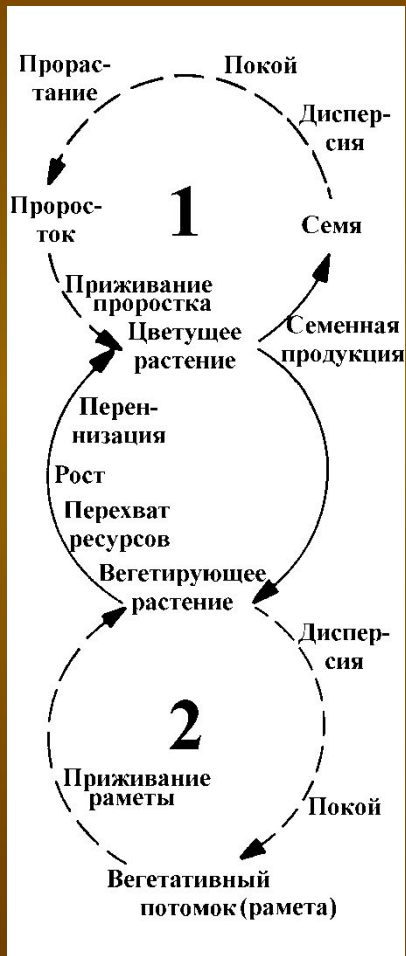 Прорас-
тание
Покой
Диспер-
сия
Пророс-
ток
1
Семя
Приживание
проростка
Цветущее
растение
Семенная
продукция
Перен-
низация
Рост
Перехват
ресурсов
Вегетирующее
растение
Диспер-
сия
2
Приживание
раметы
Покой
Вегетативный
потомок (рамета)